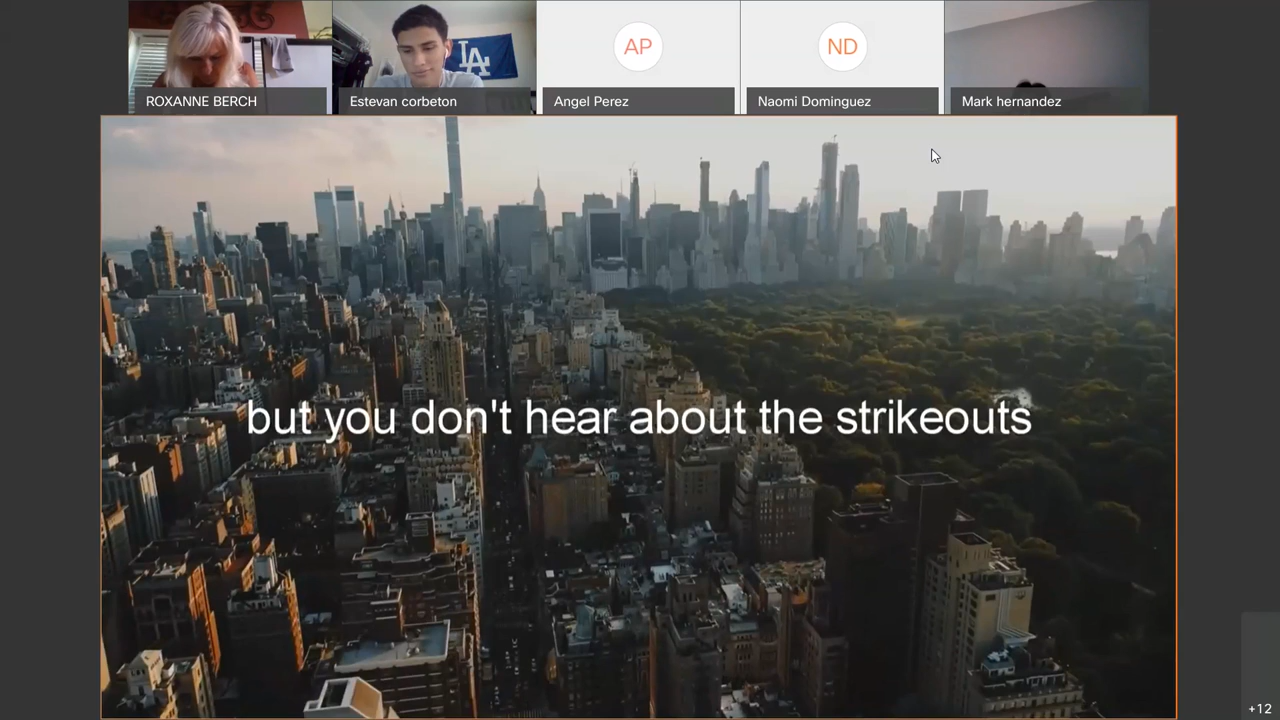 LA
AP
ND
ROXANNE BERCH
Estevan corbeton
Angel Perez
Naomi Dominguez
Mark hernandez
but you don't hear about the strikeouts
+12